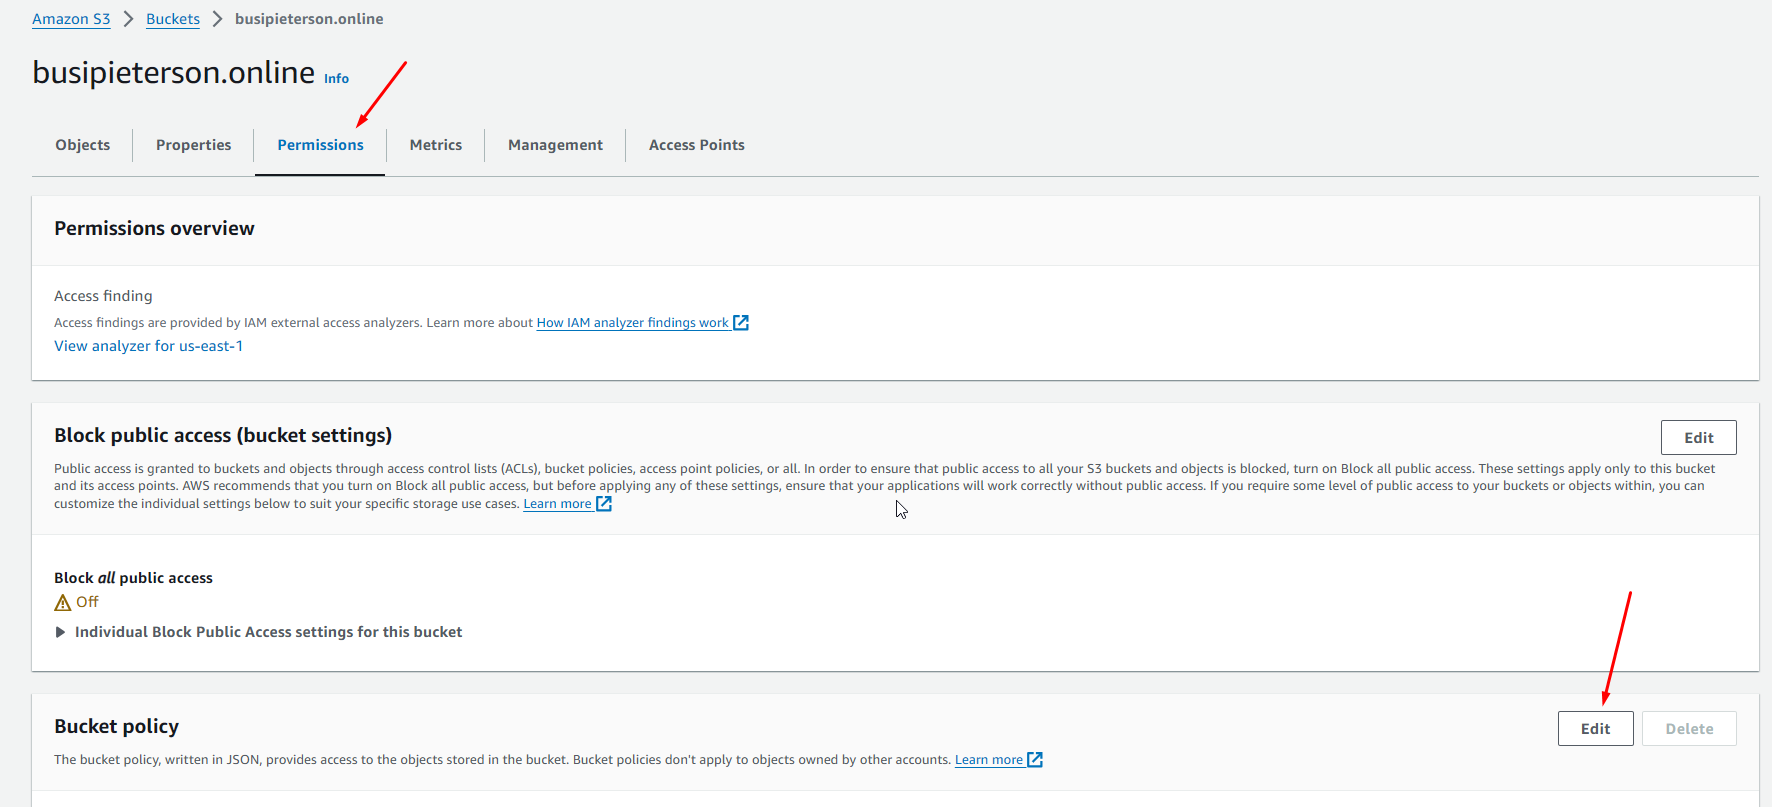 Amazon S3 > Buckets > busipieterson.online
busipieterson.online Info
Objects Properties Permissions Metrics Management Access Points
Permissions overview
Access finding
Access findings are provided by IAM external access analyzers. Learn more about How IAM analyzer findings work
View analyzer for us-east-1
Block public access (bucket settings) Edit
Public access is granted to buckets and objects through access control lists (ACLs), bucket policies, access point policies, or all. In order to ensure that public access to all your S3 buckets and objects is blocked, turn on Block all public access. These settings apply only to this bucket
and its access points. AWS recommends that you turn on Block all public access, but before applying any of these settings, ensure that your applications will work correctly without public access. If you require some level of public access to your buckets or objects within, you can
customize the individual settings below to suit your specific storage use cases. Learn more
Block all public access
Off
Individual Block Public Access settings for this bucket
Bucket policy Edit Delete
The bucket policy, written in JSON, provides access to the objects stored in the bucket. Bucket policies don't apply to objects owned by other accounts. Learn more